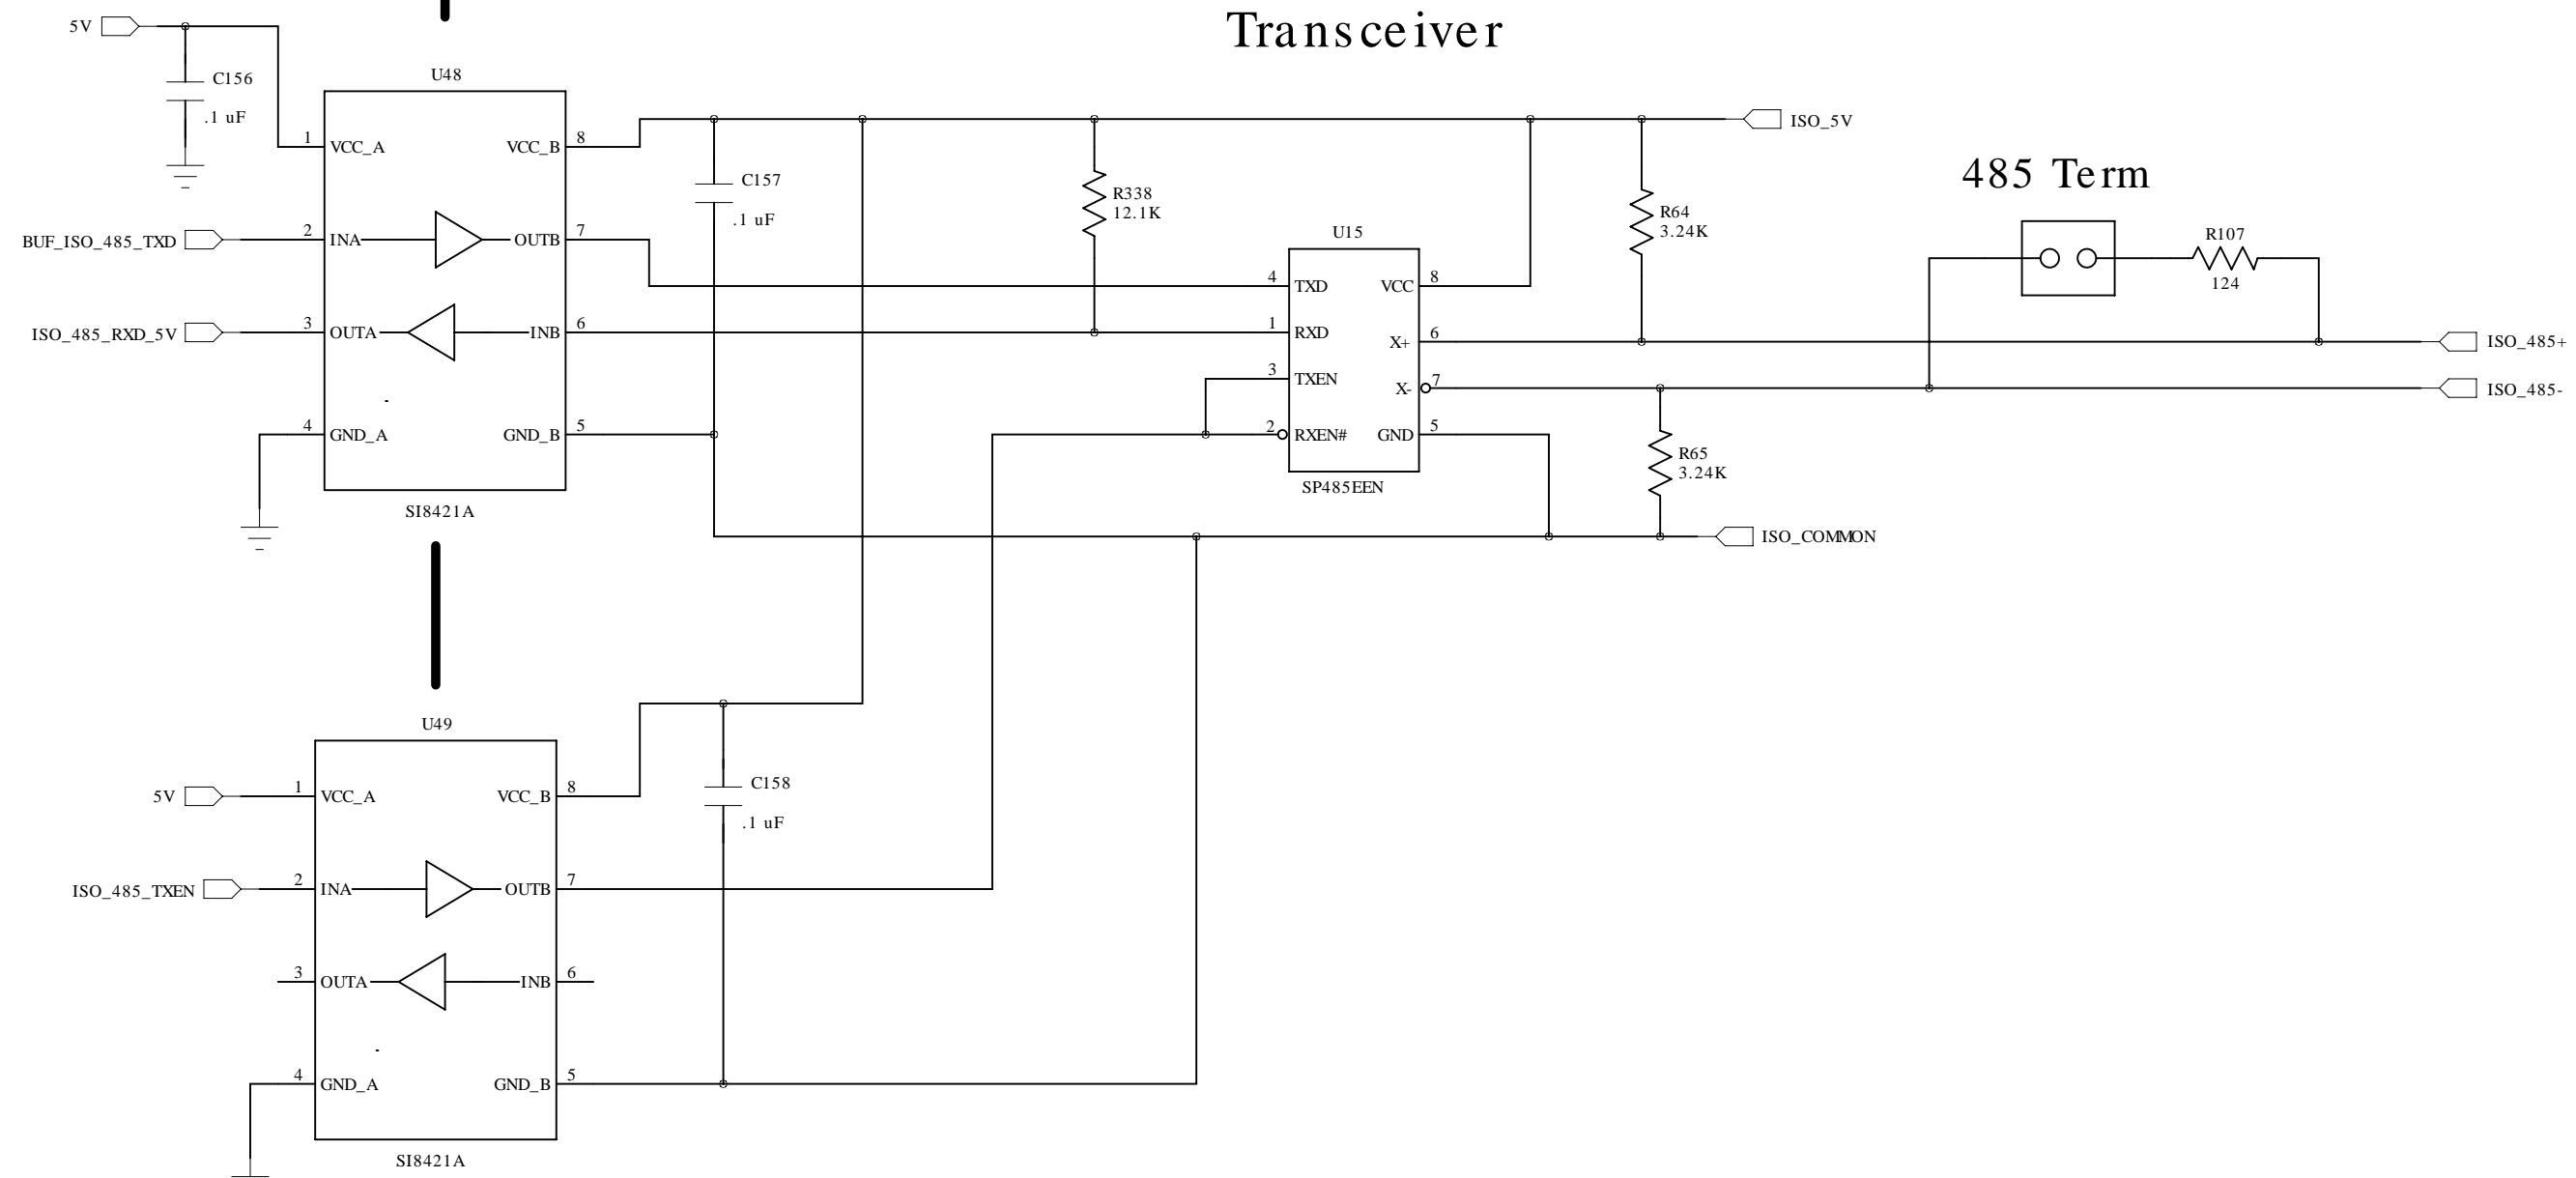 Transceiver
5V
C156
.1 uF
U48
1
VCC_A
VCC_B
8
BUF_ISO_485_TXD
2
INA
OUTB
7
ISO_485_RXD_5V
3
OUTA
INB
6
4
GND_A
GND_B
5
SI8421A
C157
.1 uF
R338
12.1K
ISO_5V
U15
4
TXD
VCC
8
1
RXD
X+
6
3
TXEN
X-
7
2
RXEN#
GND
5
SP485EEN
R64
3.24K
485 Term
R107
124
ISO_485+
ISO_485-
R65
3.24K
ISO_COMMON
U49
5V
1
VCC_A
VCC_B
8
C158
.1 uF
ISO_485_TXEN
2
INA
OUTB
7
3
OUTA
INB
6
4
GND_A
GND_B
5
SI8421A